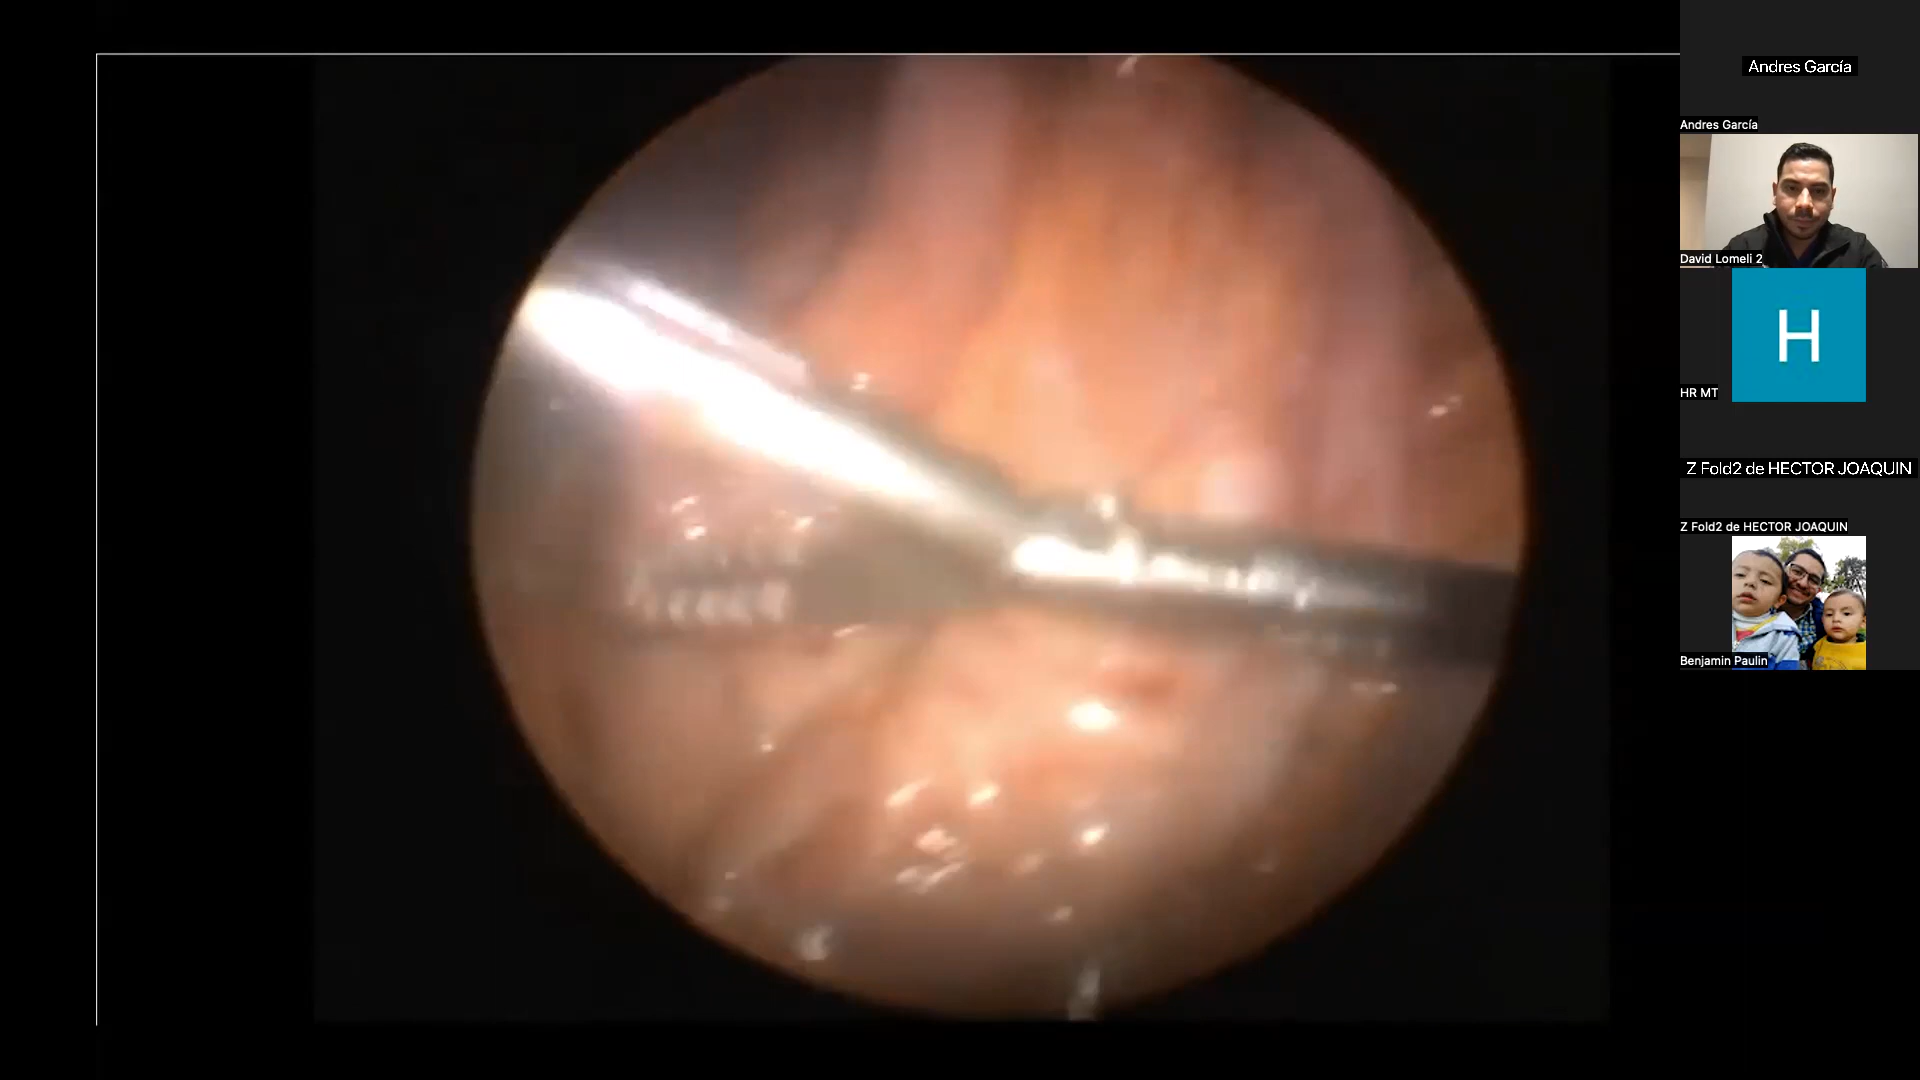 Andres García
Andres García
David Lomeli 2
H
HR MT
Z Fold2 de HECTOR JOAQUIN
Z Fold2 de HECTOR JOAQUIN
Benjamin Paulin